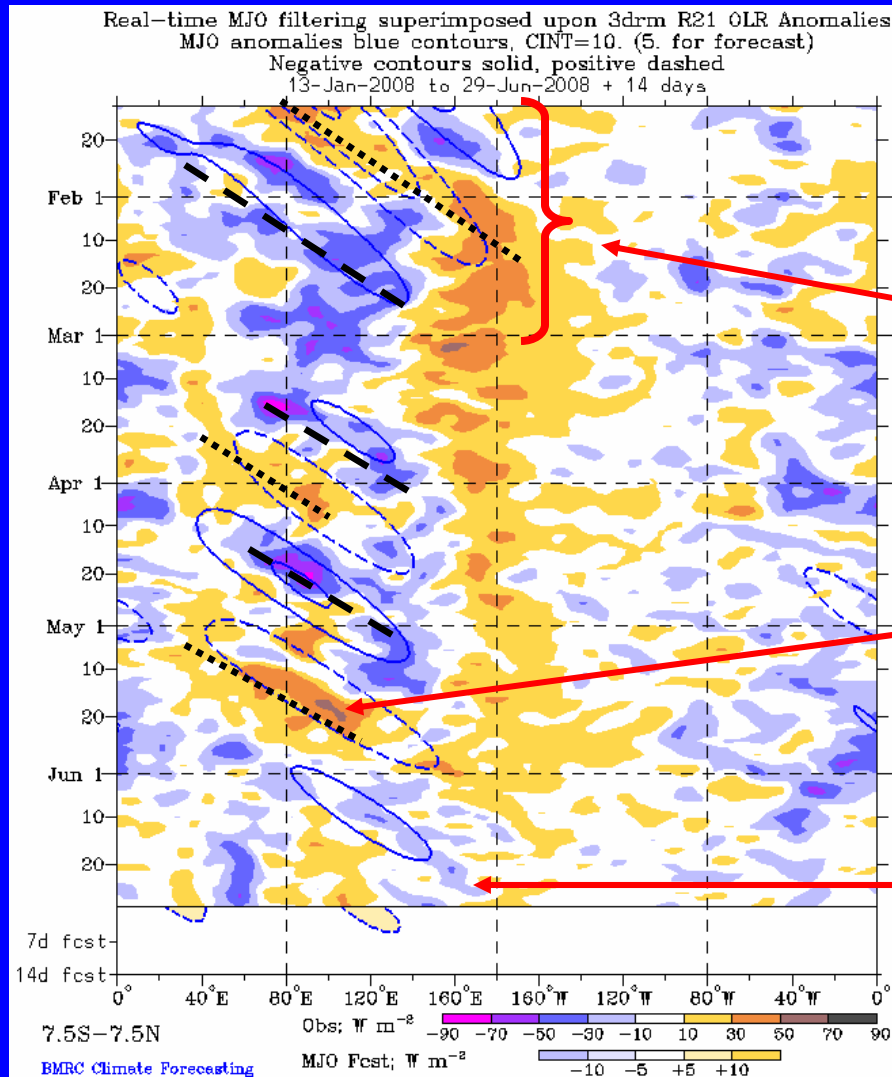 Real-time MJO filtering superimposed upon 3drm R21 OLR Anomalies
MJO anomalies blue contours, CINT=10. (5. for forecast)
Negative contours solid, positive dashed
13-Jan-2008 to 29-Jun-2008 + 14 days
20
Feb 1
10
20
Mar 1
10
20
Apr 1
10
20
May 1
10
20
Jun 1
10
20
7d fcst
14d fcst
0° 40°E 80°E 120°E 160°E 160°W 120°W 80°W 40°W 0°
7.5S-7.5N
Obs; W m⁻² -90 -70 -50 -30 -10 10 30 50 70 90
BMRC Climate Forecasting
MJO Fcst; W m⁻² -10 -5 +5 +10